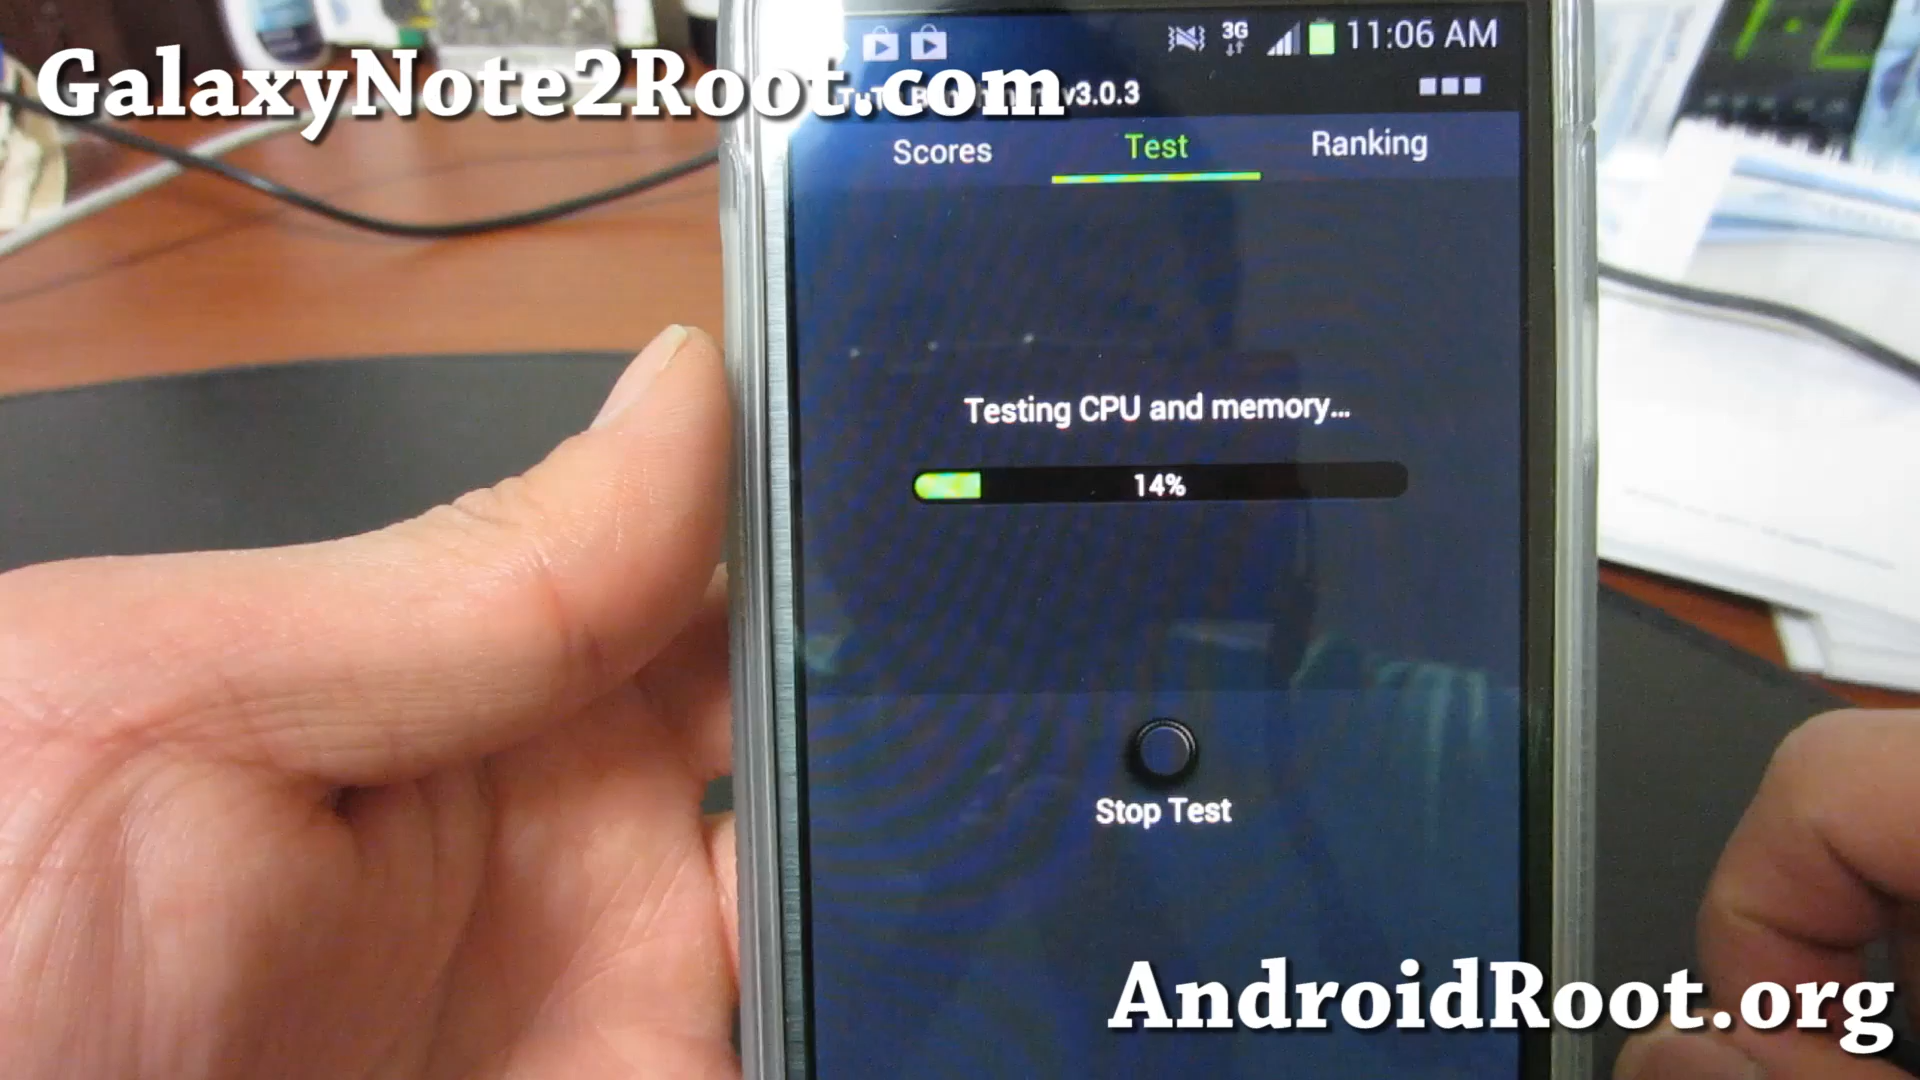 GalaxyNote2Root.com
3G
11:06 AM
v3.0.3
Scores
Test
Ranking
Testing CPU and memory...
14%
Stop Test
AndroidRoot.org